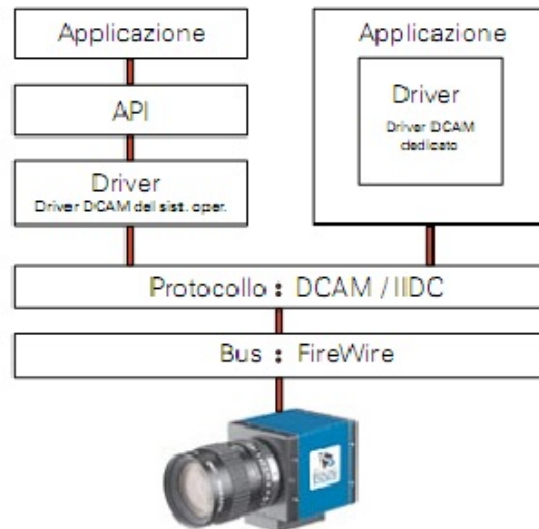 Applicazione
API
Driver
Driver DCAM del sist. oper.
Applicazione
Driver
Driver DCAM
dedicato
Protocollo : DCAM / IIDC
Bus : FireWire